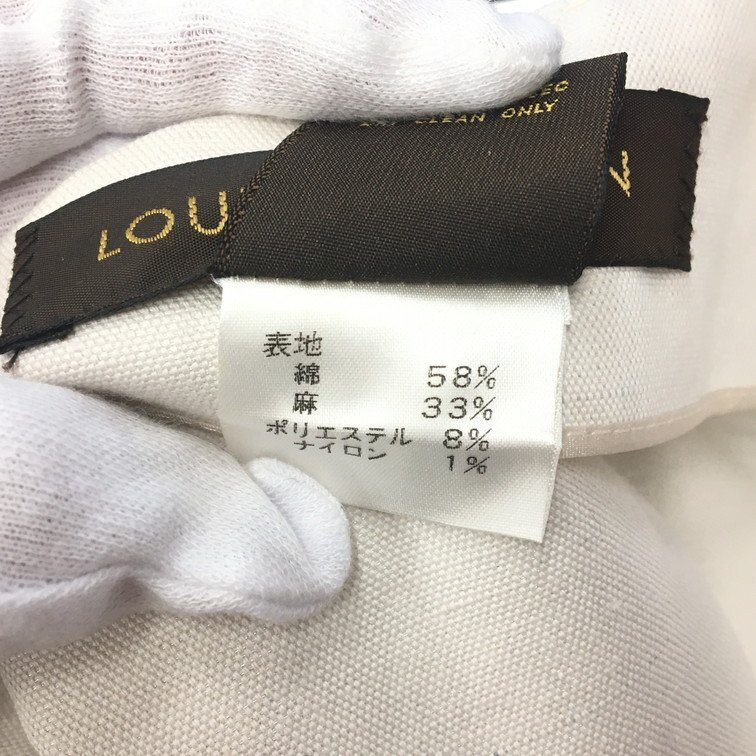 CLEAN ONLY
LOU
表地
綿 58%
麻 33%
ポリエステル 8%
ナイロン 1%